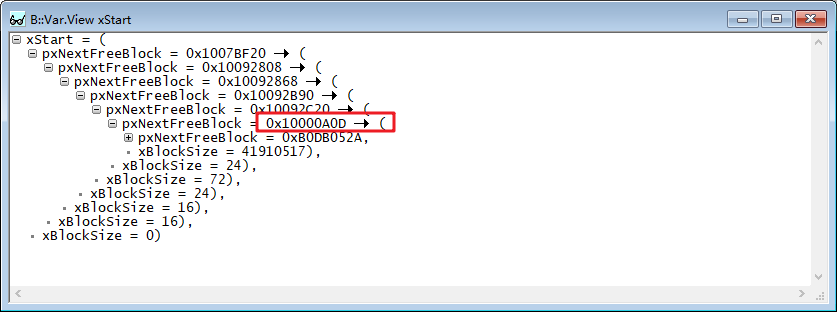 B::Var.View xStart
xStart = (
pxNextFreeBlock = 0x1007BF20 → (
pxNextFreeBlock = 0x10092808 → (
pxNextFreeBlock = 0x10092868 → (
pxNextFreeBlock = 0x10092B90 → (
pxNextFreeBlock = 0x10092C20 → (
pxNextFreeBlock = 0x10000A0D → (
pxNextFreeBlock = 0xB0DB052A,
xBlockSize = 41910517),
xBlockSize = 24),
xBlockSize = 72),
xBlockSize = 24),
xBlockSize = 16),
xBlockSize = 16),
xBlockSize = 0)